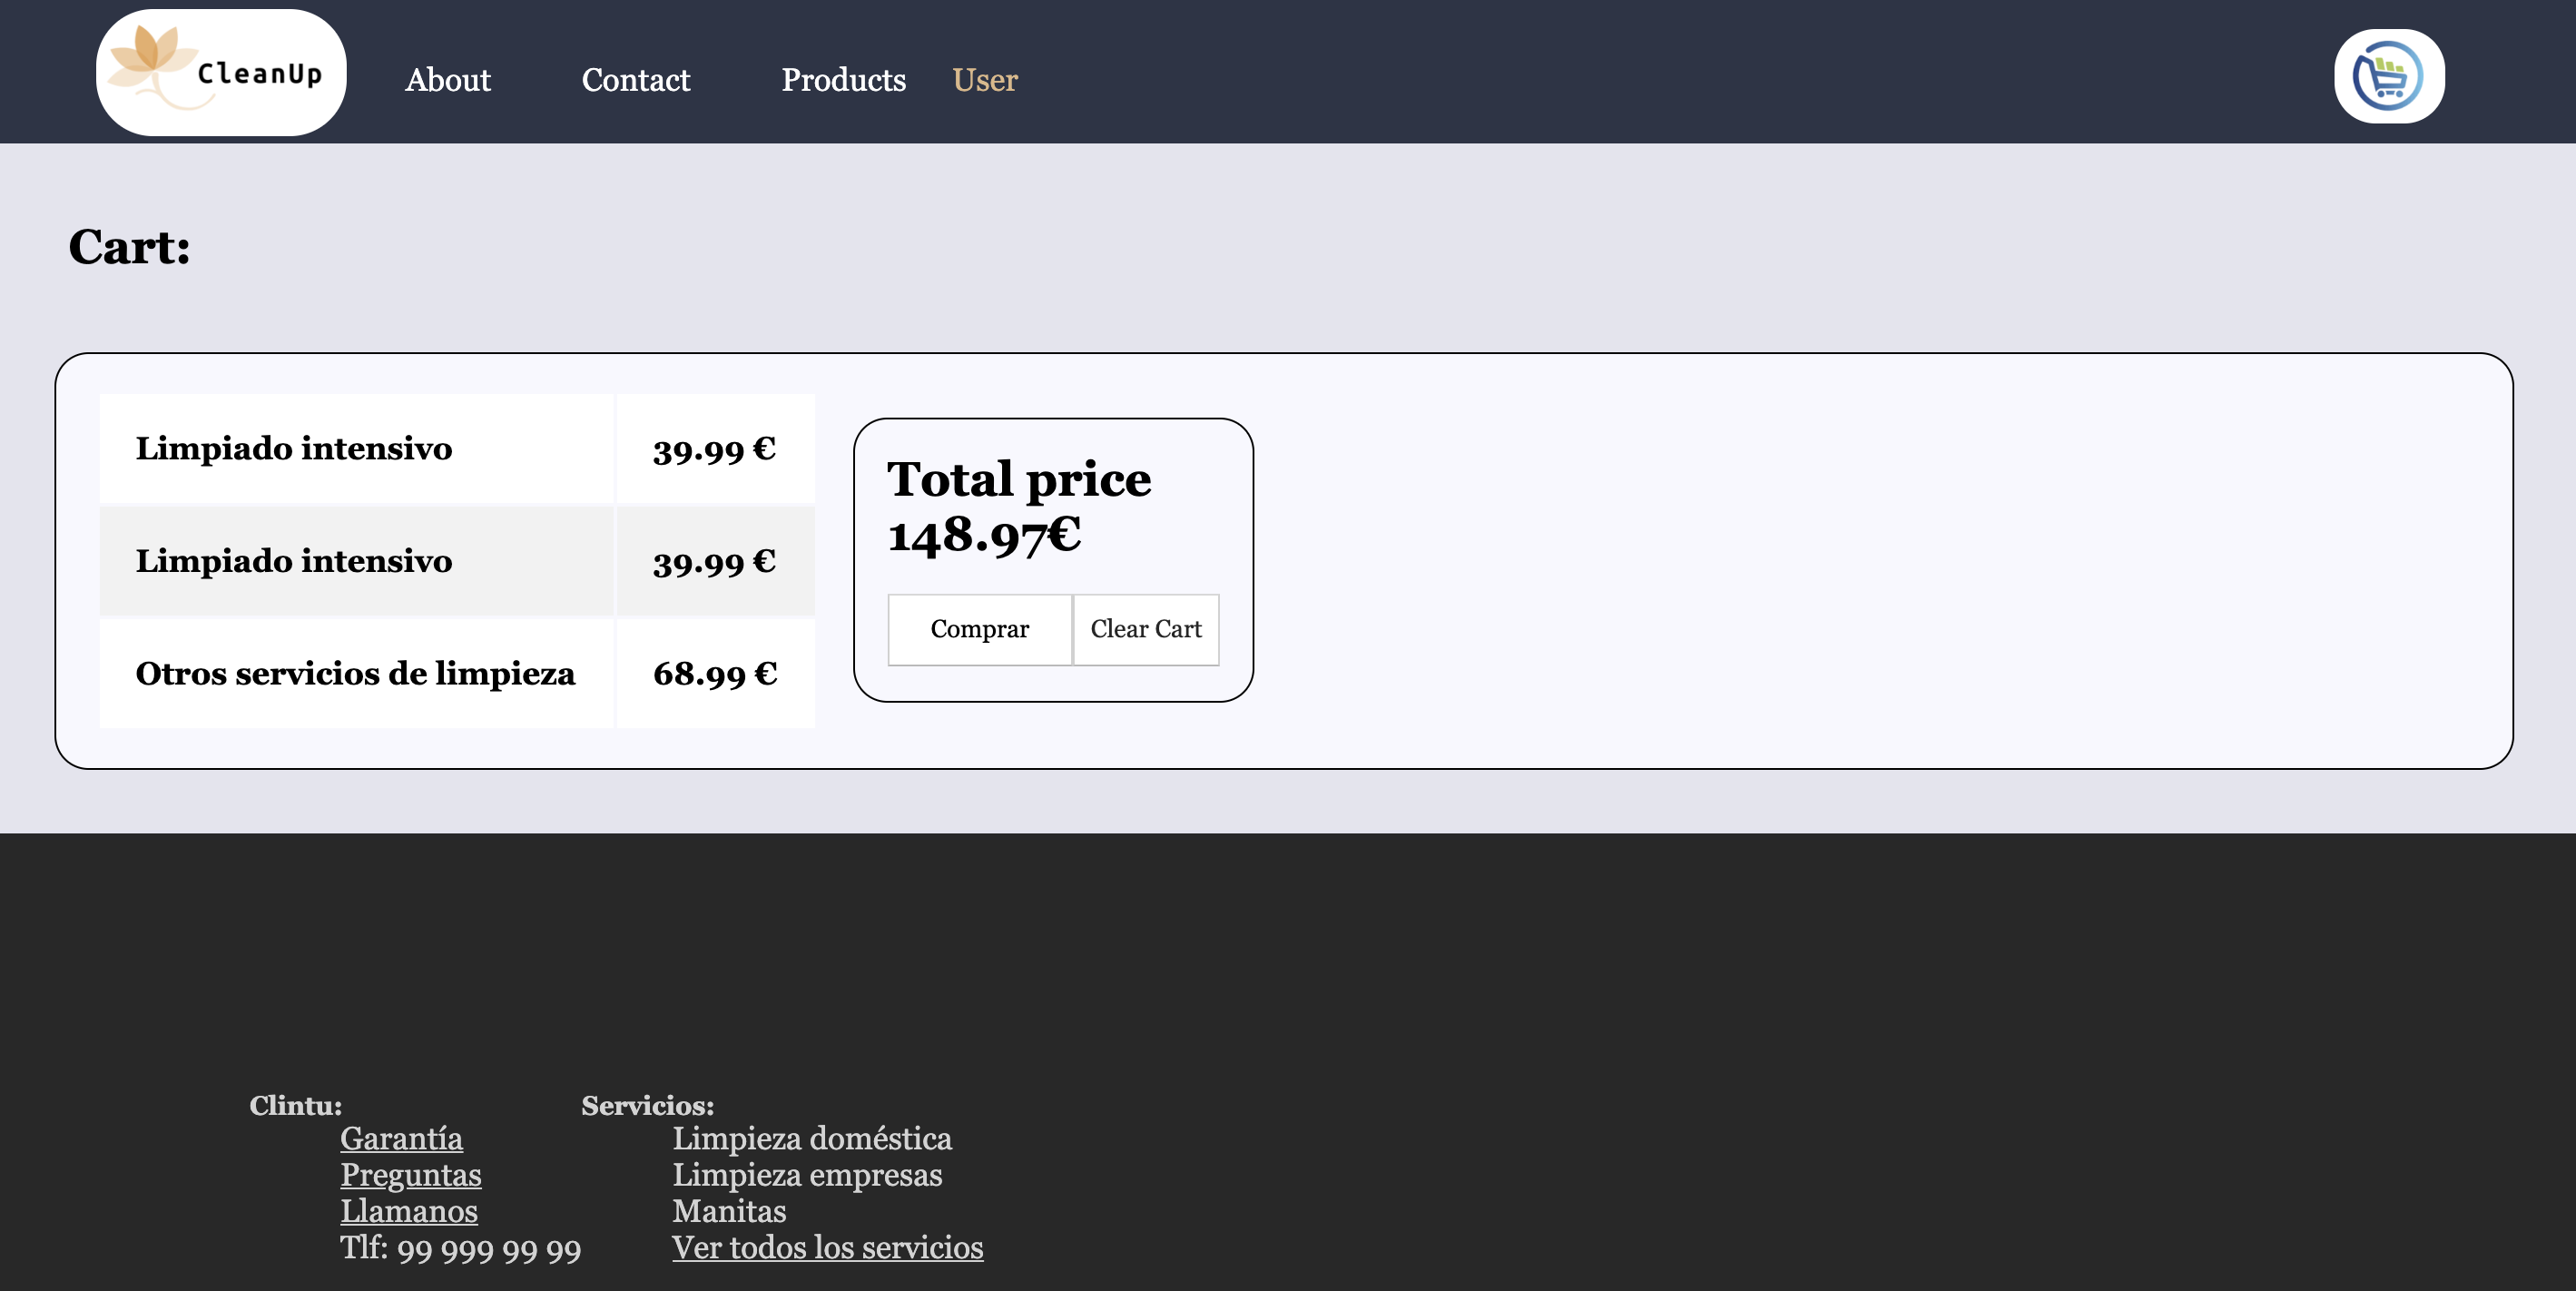 CleanUp
About Contact Products User
Cart:
Limpiado intensivo 39.99 €
Limpiado intensivo 39.99 €
Otros servicios de limpieza 68.99 €
Total price
148.97€
Comprar Clear Cart
Clintu:
Garantía
Preguntas
Llamanos
Tlf: 99 999 99 99
Servicios:
Limpieza doméstica
Limpieza empresas
Manitas
Ver todos los servicios